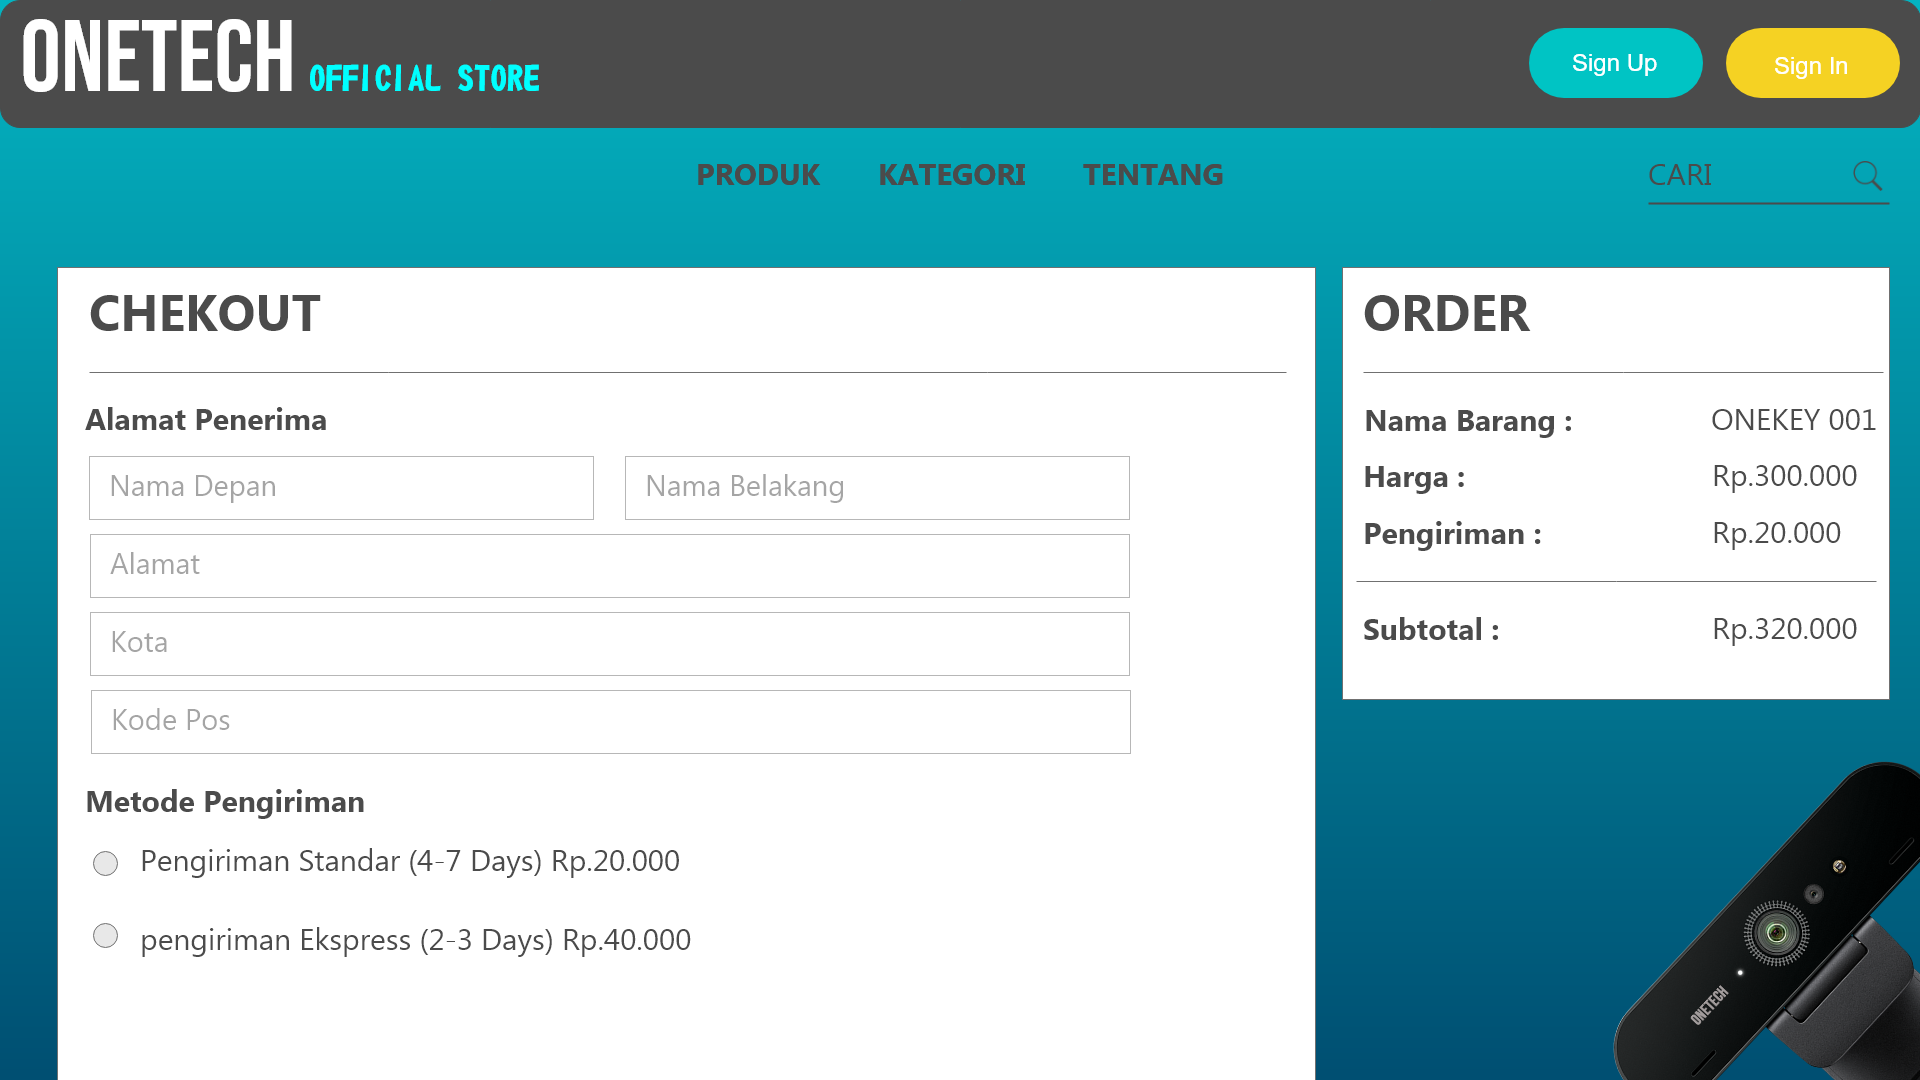 ONETECH OFFICIAL STORE
Sign Up
Sign In
PRODUK KATEGORI TENTANG
CARI
CHEKOUT
Alamat Penerima
Nama Depan
Nama Belakang
Alamat
Kota
Kode Pos
Metode Pengiriman
Pengiriman Standar (4-7 Days) Rp.20.000
pengiriman Ekspress (2-3 Days) Rp.40.000
ORDER
Nama Barang : ONEKEY 001
Harga : Rp.300.000
Pengiriman : Rp.20.000
Subtotal : Rp.320.000
ONETECH